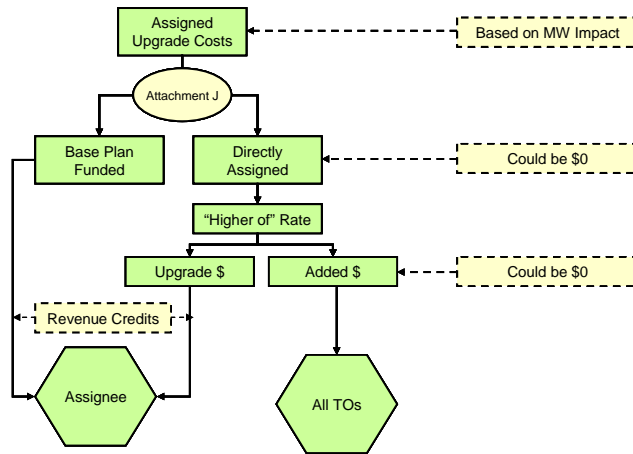 Assigned
Upgrade Costs
Based on MW Impact
Attachment J
Base Plan
Funded
Directly
Assigned
Could be $0
“Higher of” Rate
Upgrade $
Added $
Could be $0
Revenue Credits
Assignee
All TOs